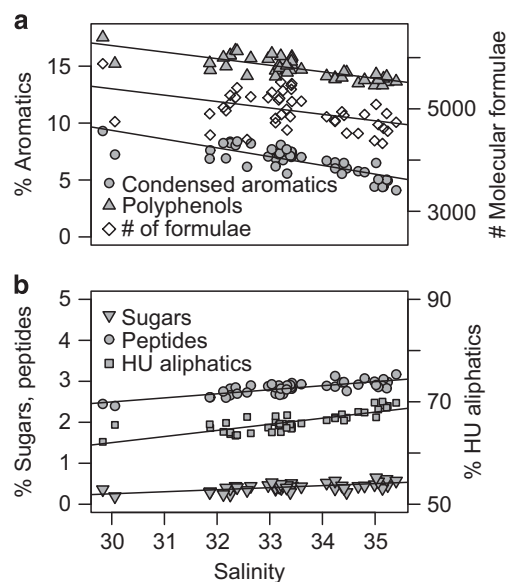 a
% Aromatics
15
10
5
0
Condensed aromatics
Polyphenols
# of formulae
5000
3000
# Molecular formulae
b
% Sugars, peptides
5
4
3
2
1
0
Sugars
Peptides
HU aliphatics
90
70
50
% HU aliphatics
30 31 32 33 34 35
Salinity